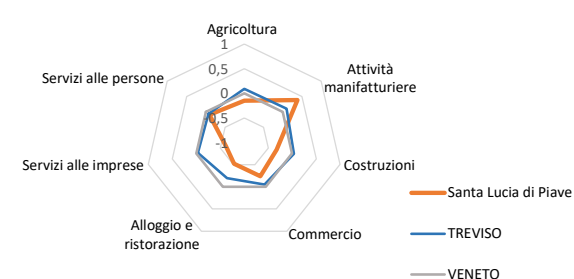 Agricoltura
1
0,5
0
-0,5
-1
Attività
manifatturiere
Costruzioni
Commercio
Alloggio e
ristorazione
Servizi alle imprese
Servizi alle persone
Santa Lucia di Piave
TREVISO
VENETO